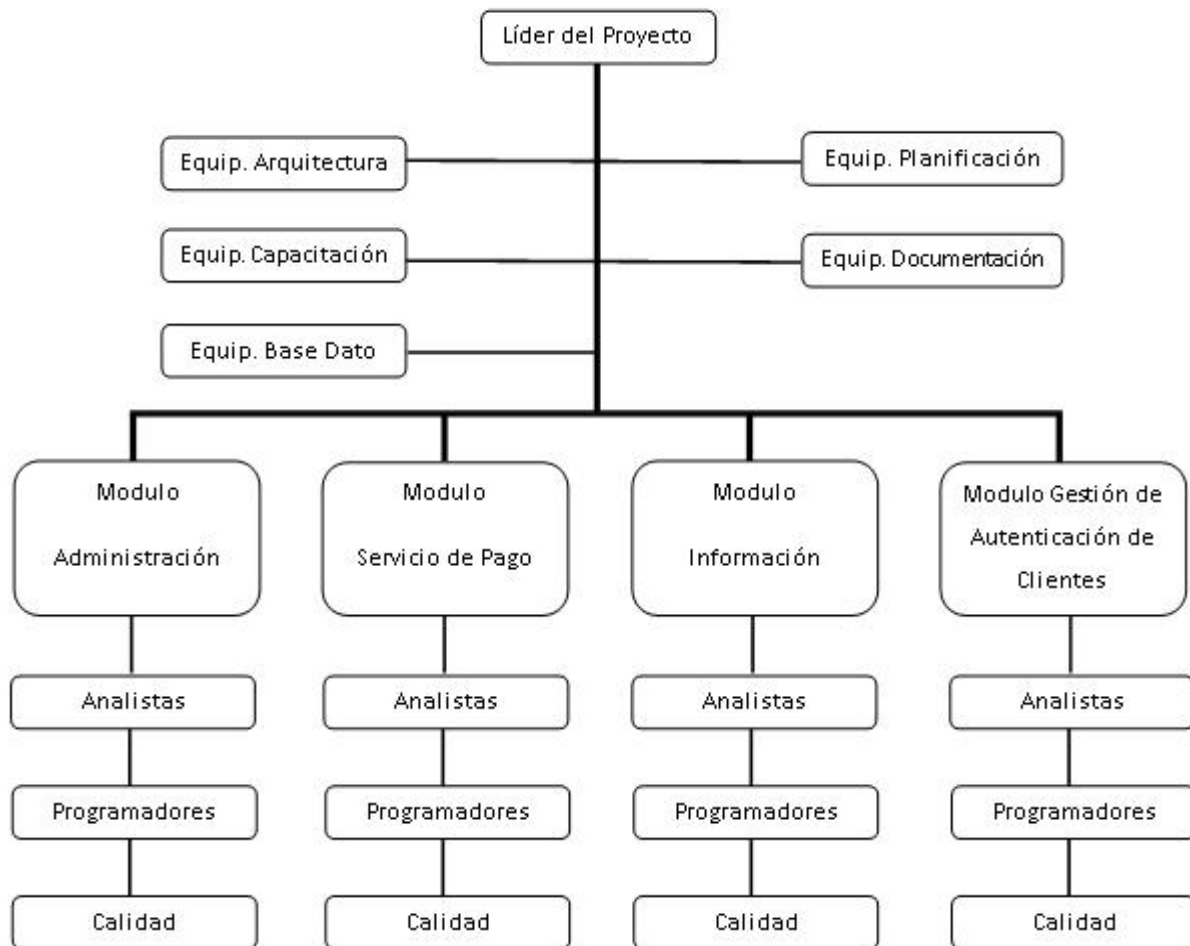 Líder del Proyecto
Equip. Arquitectura
Equip. Planificación
Equip. Capacitación
Equip. Documentación
Equip. Base Dato
Modulo
Administración
Modulo
Servicio de Pago
Modulo
Información
Modulo Gestión de
Autenticación de
Clientes
Analistas
Analistas
Analistas
Analistas
Programadores
Programadores
Programadores
Programadores
Calidad
Calidad
Calidad
Calidad